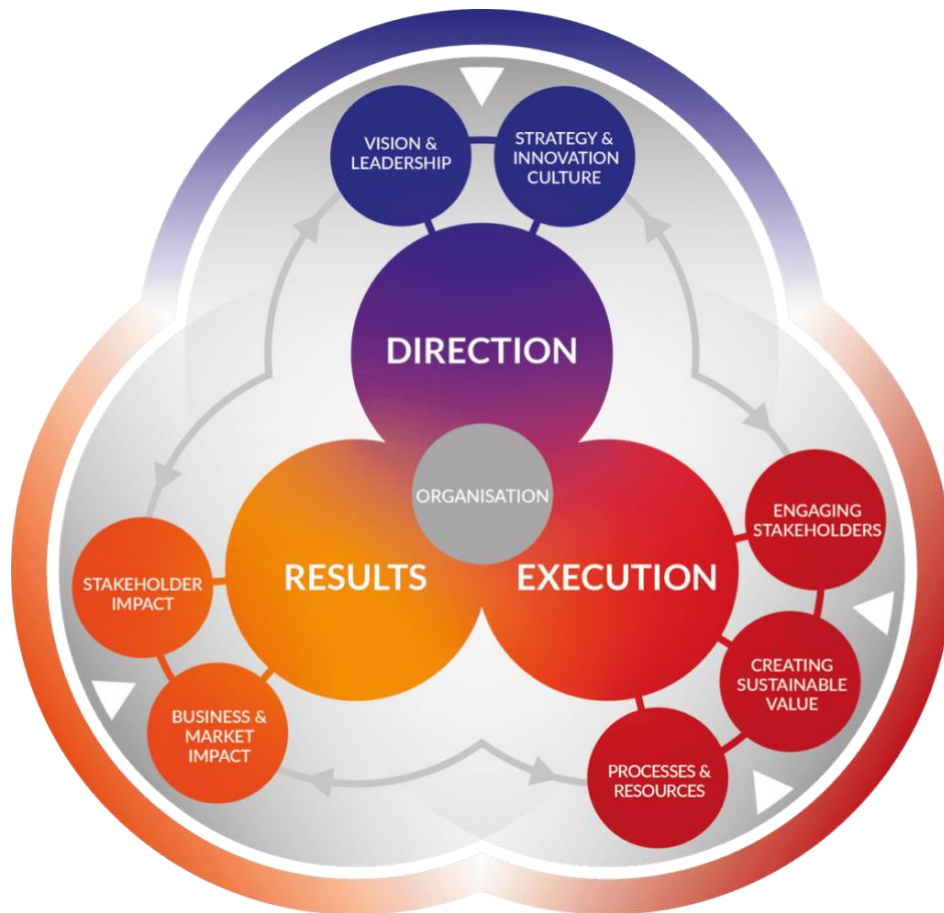 VISION &
LEADERSHIP
STRATEGY &
INNOVATION
CULTURE
DIRECTION
ORGANISATION
RESULTS
EXECUTION
ENGAGING
STAKEHOLDERS
STAKEHOLDER
IMPACT
CREATING
SUSTAINABLE
VALUE
BUSINESS &
MARKET
IMPACT
PROCESSES &
RESOURCES